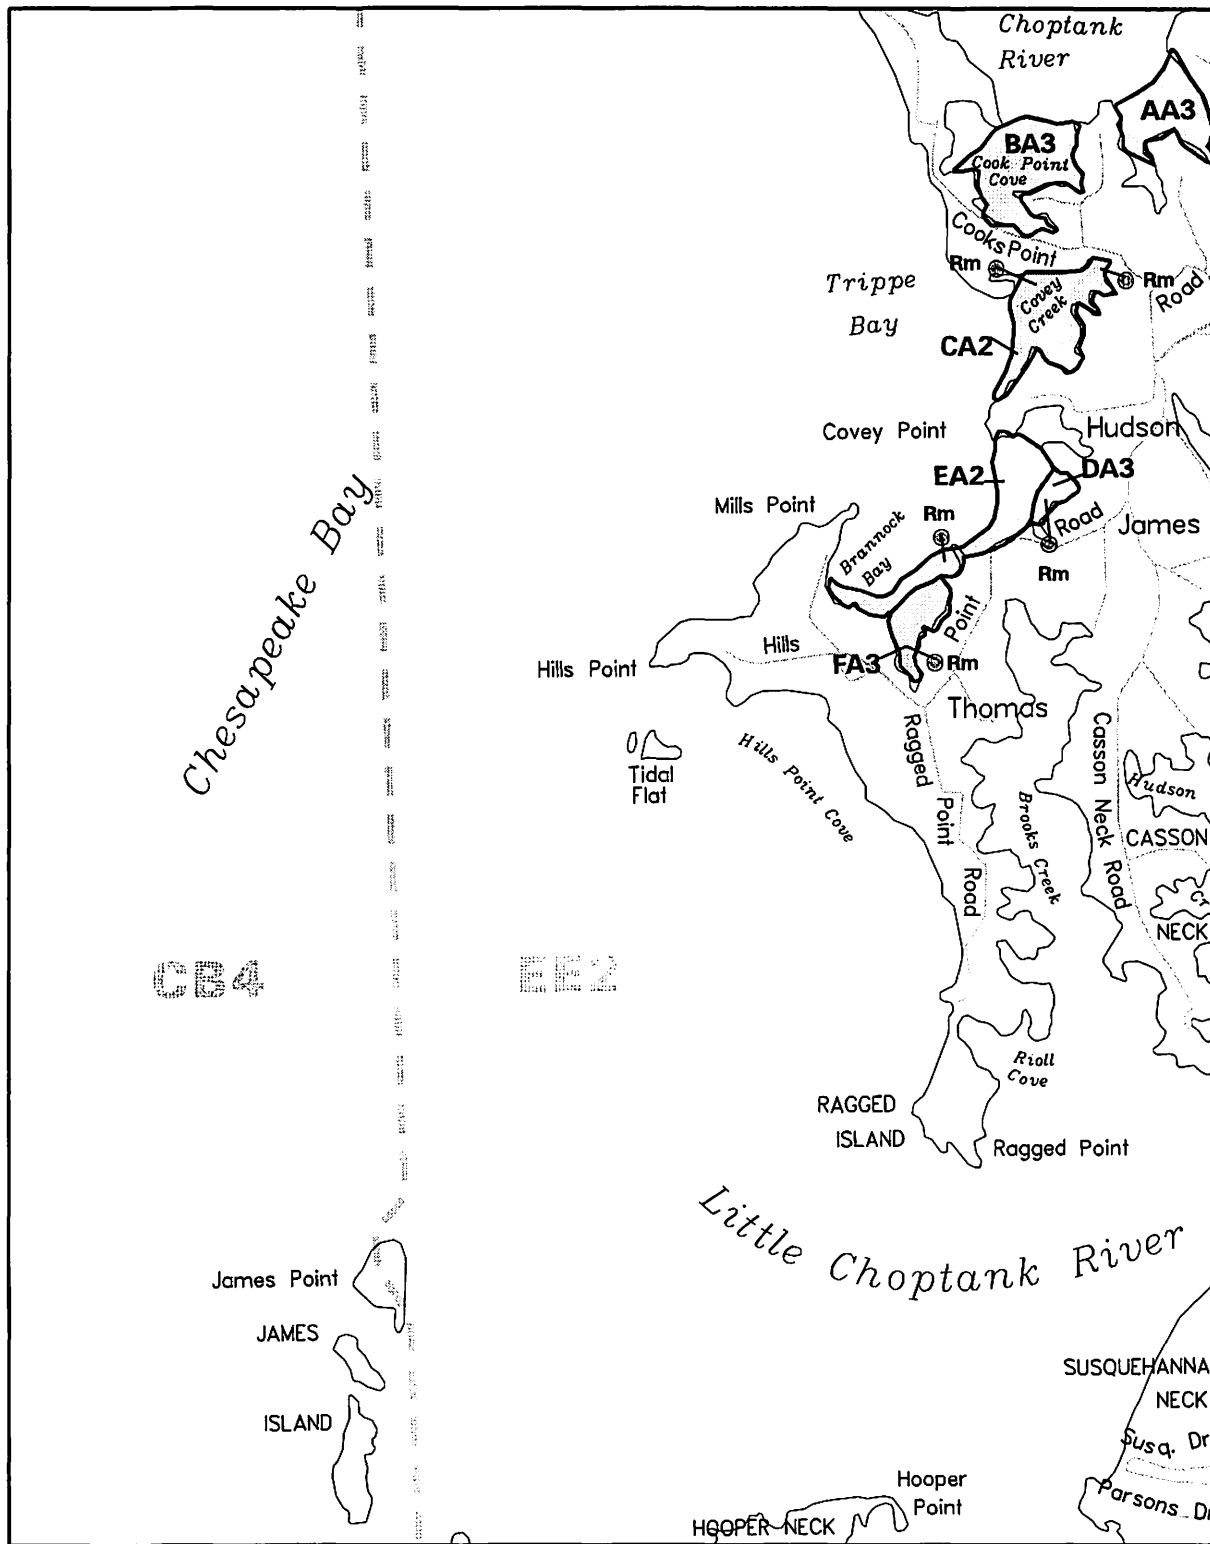 Choptank
River
AA3
BA3
Cook Point
Cove
Cooks Point
Road
Rm
Rm
Trippe
Bay
Covey
Creek
CA2
Covey Point
Hudson
EA2
DA3
Mills Point
Rm
Road
James
Brannock
Bay
Rm
Chesapeake Bay
Point
Hills
Hills Point
FA3
Rm
Thomas
Ragged
Point
Road
Casson Neck Road
Hills Point Cove
Tidal
Flat
Hudson
Brooks Creek
CASSON
Cr
NECK
CB4
EE2
Rioll
Cove
RAGGED
ISLAND
Ragged Point
Little Choptank River
James Point
JAMES
ISLAND
SUSQUEHANNA
NECK
Susq. Dr
Parsons Dr
Hooper
Point
HOOPER NECK